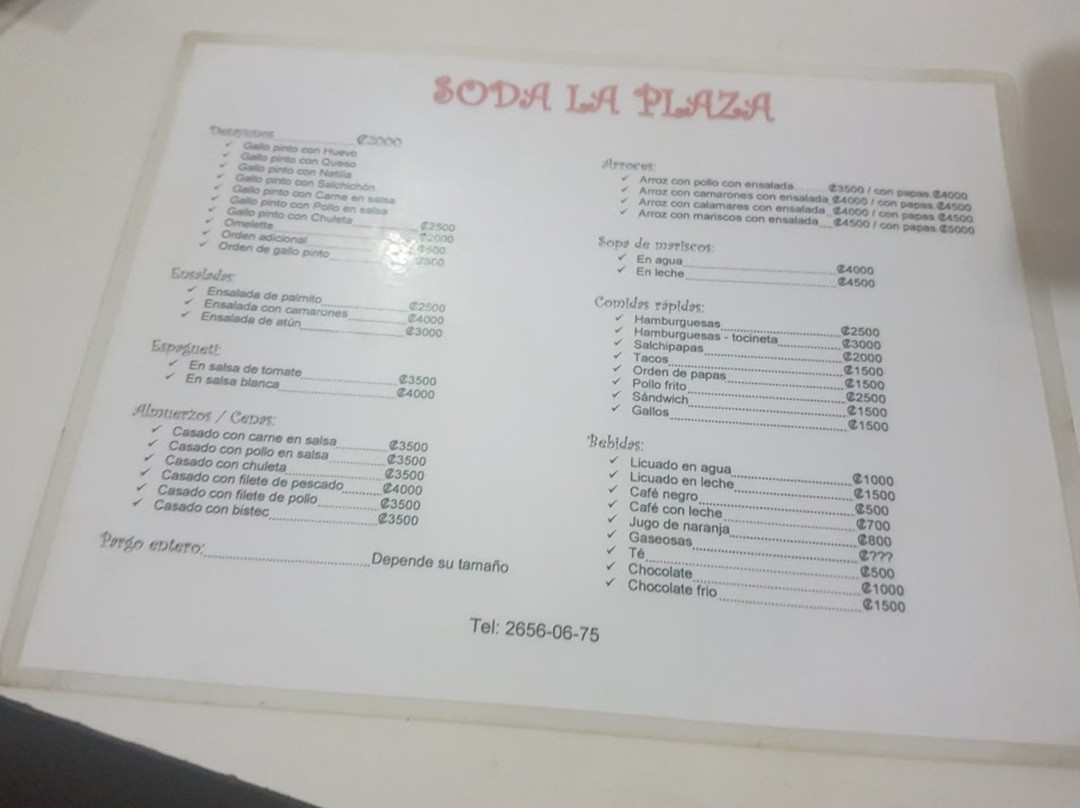 SODA LA PLAZA
Desayunos
Gallo pinto con Huevo
Gallo pinto con Queso
Gallo pinto con Natilla
Gallo pinto con Salchichón
Gallo pinto con Carne en salsa
Gallo pinto con Pollo en salsa
Gallo pinto con Chuleta ₡2500
Omelette ₡2000
Orden adicional
Orden de gallo pinto
Ensaladas:
Ensalada de palmito ₡2500
Ensalada con camarones ₡4000
Ensalada de atún ₡3000
Espagueti:
En salsa de tomate ₡3500
En salsa blanca ₡4000
Almuerzos / Cenas:
Casado con carne en salsa ₡3500
Casado con pollo en salsa ₡3500
Casado con chuleta ₡3500
Casado con filete de pescado ₡4000
Casado con filete de pollo ₡3500
Casado con bistec ₡3500
Pargo entero: Depende su tamaño
Arroces:
Arroz con pollo con ensalada ₡3500 / con papas ₡4000
Arroz con camarones con ensalada ₡4000 / con papas ₡4500
Arroz con calamares con ensalada ₡4000 / con papas ₡4500
Arroz con mariscos con ensalada ₡4500 / con papas ₡5000
Sopa de mariscos:
En agua ₡4000
En leche ₡4500
Comidas rápidas:
Hamburguesas ₡2500
Hamburguesas - tocineta ₡3000
Salchipapas ₡2000
Tacos ₡1500
Orden de papas ₡1500
Pollo frito ₡2500
Sándwich ₡1500
Gallos ₡1500
Bebidas:
Licuado en agua ₡1000
Licuado en leche ₡1500
Café negro ₡500
Café con leche ₡700
Jugo de naranja ₡800
Gaseosas ₡???
Té ₡500
Chocolate ₡1000
Chocolate frio ₡1500
Tel: 2656-06-75